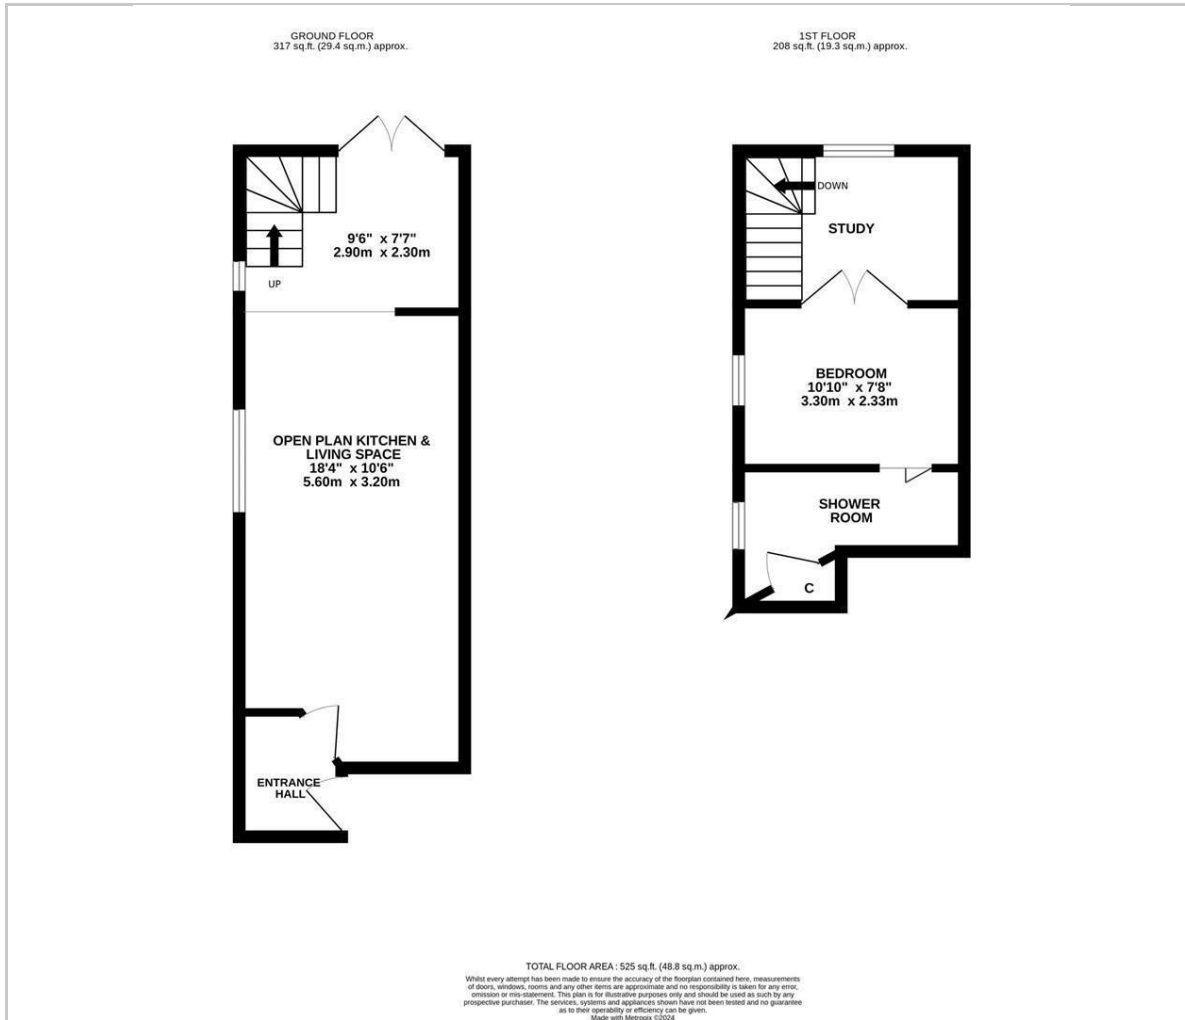 GROUND FLOOR
317 sq.ft. (29.4 sq.m.) approx.
1ST FLOOR
208 sq.ft. (19.3 sq.m.) approx.
9'6" x 7'7"
2.90m x 2.30m
UP
OPEN PLAN KITCHEN &
LIVING SPACE
18'4" x 10'6"
5.60m x 3.20m
ENTRANCE
HALL
DOWN
STUDY
BEDROOM
10'10" x 7'8"
3.30m x 2.33m
SHOWER
ROOM
C
TOTAL FLOOR AREA : 525 sq.ft. (48.8 sq.m.) approx.
Whilst every attempt has been made to ensure the accuracy of the floorplan contained here, measurements
of doors, windows, rooms and any other items are approximate and no responsibility is taken for any error,
omission or mis-statement. This plan is for illustrative purposes only and should be used as such by any
prospective purchaser. The services, systems and appliances shown have not been tested and no guarantee
as to their operability or efficiency can be given.
Made with Metropix ©2024